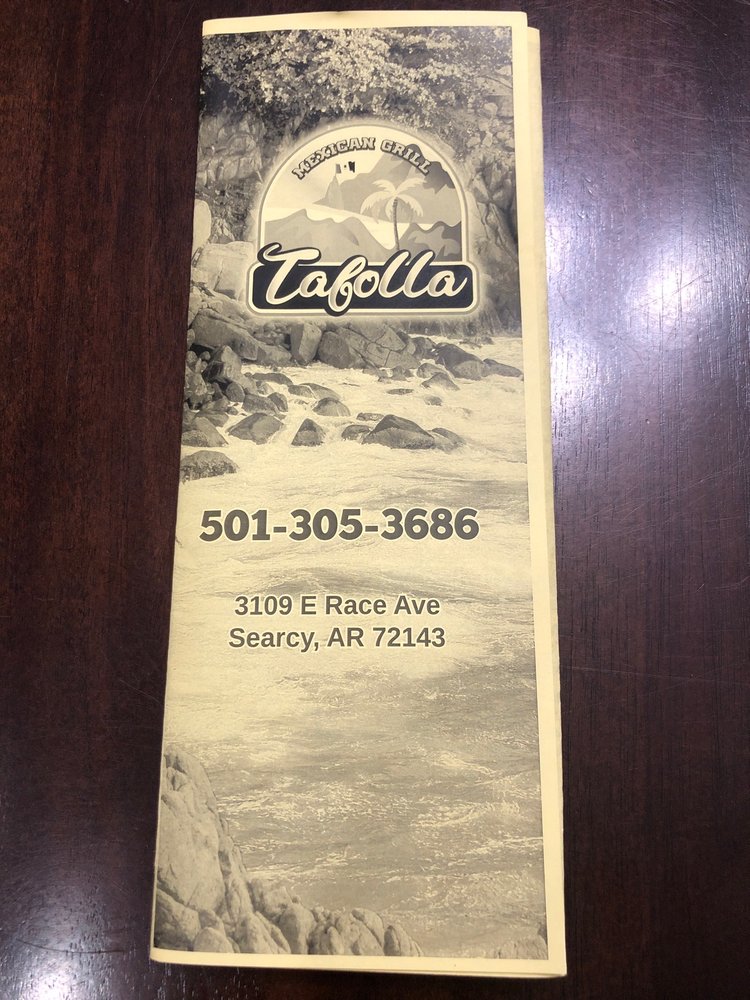 MEXICAN GRILL
Tafolla
501-305-3686
3109 E Race Ave
Searcy, AR 72143